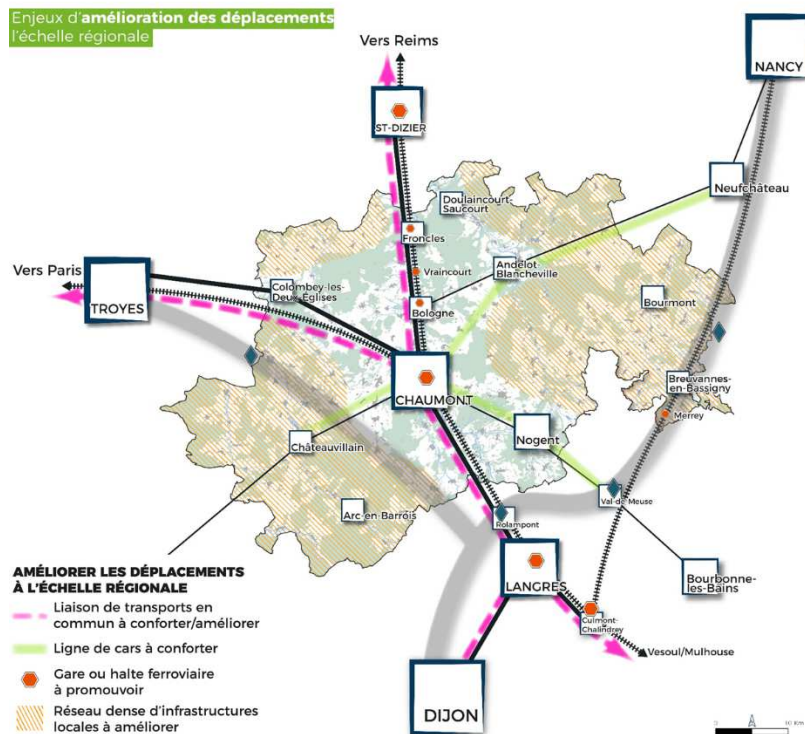 Enjeux d'amélioration des déplacements
l'échelle régionale
Vers Reims
NANCY
ST-DIZIER
Neufchâteau
Doulaincourt-
Saucourt
Froncles
Vers Paris
Vraincourt
Andelot-
Blancheville
TROYES
Colombey-les-
Deux-Églises
Bologne
Bourmont
CHAUMONT
Breuvannes-
en-Bassigny
Merrey
Châteauvillain
Nogent
Val-de-Meuse
Arc-en-Barrois
Rolampont
LANGRES
Bourbonne-
les-Bains
Culmont-
Chalindrey
Vesoul/Mulhouse
DIJON
AMÉLIORER LES DÉPLACEMENTS
À L'ÉCHELLE RÉGIONALE
Liaison de transports en
commun à conforter/améliorer
Ligne de cars à conforter
Gare ou halte ferroviaire
à promouvoir
Réseau dense d'infrastructures
locales à améliorer
0 10 Km